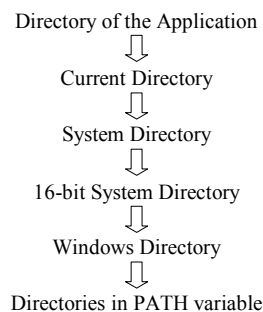 Directory of the Application
Current Directory
System Directory
16-bit System Directory
Windows Directory
Directories in PATH variable